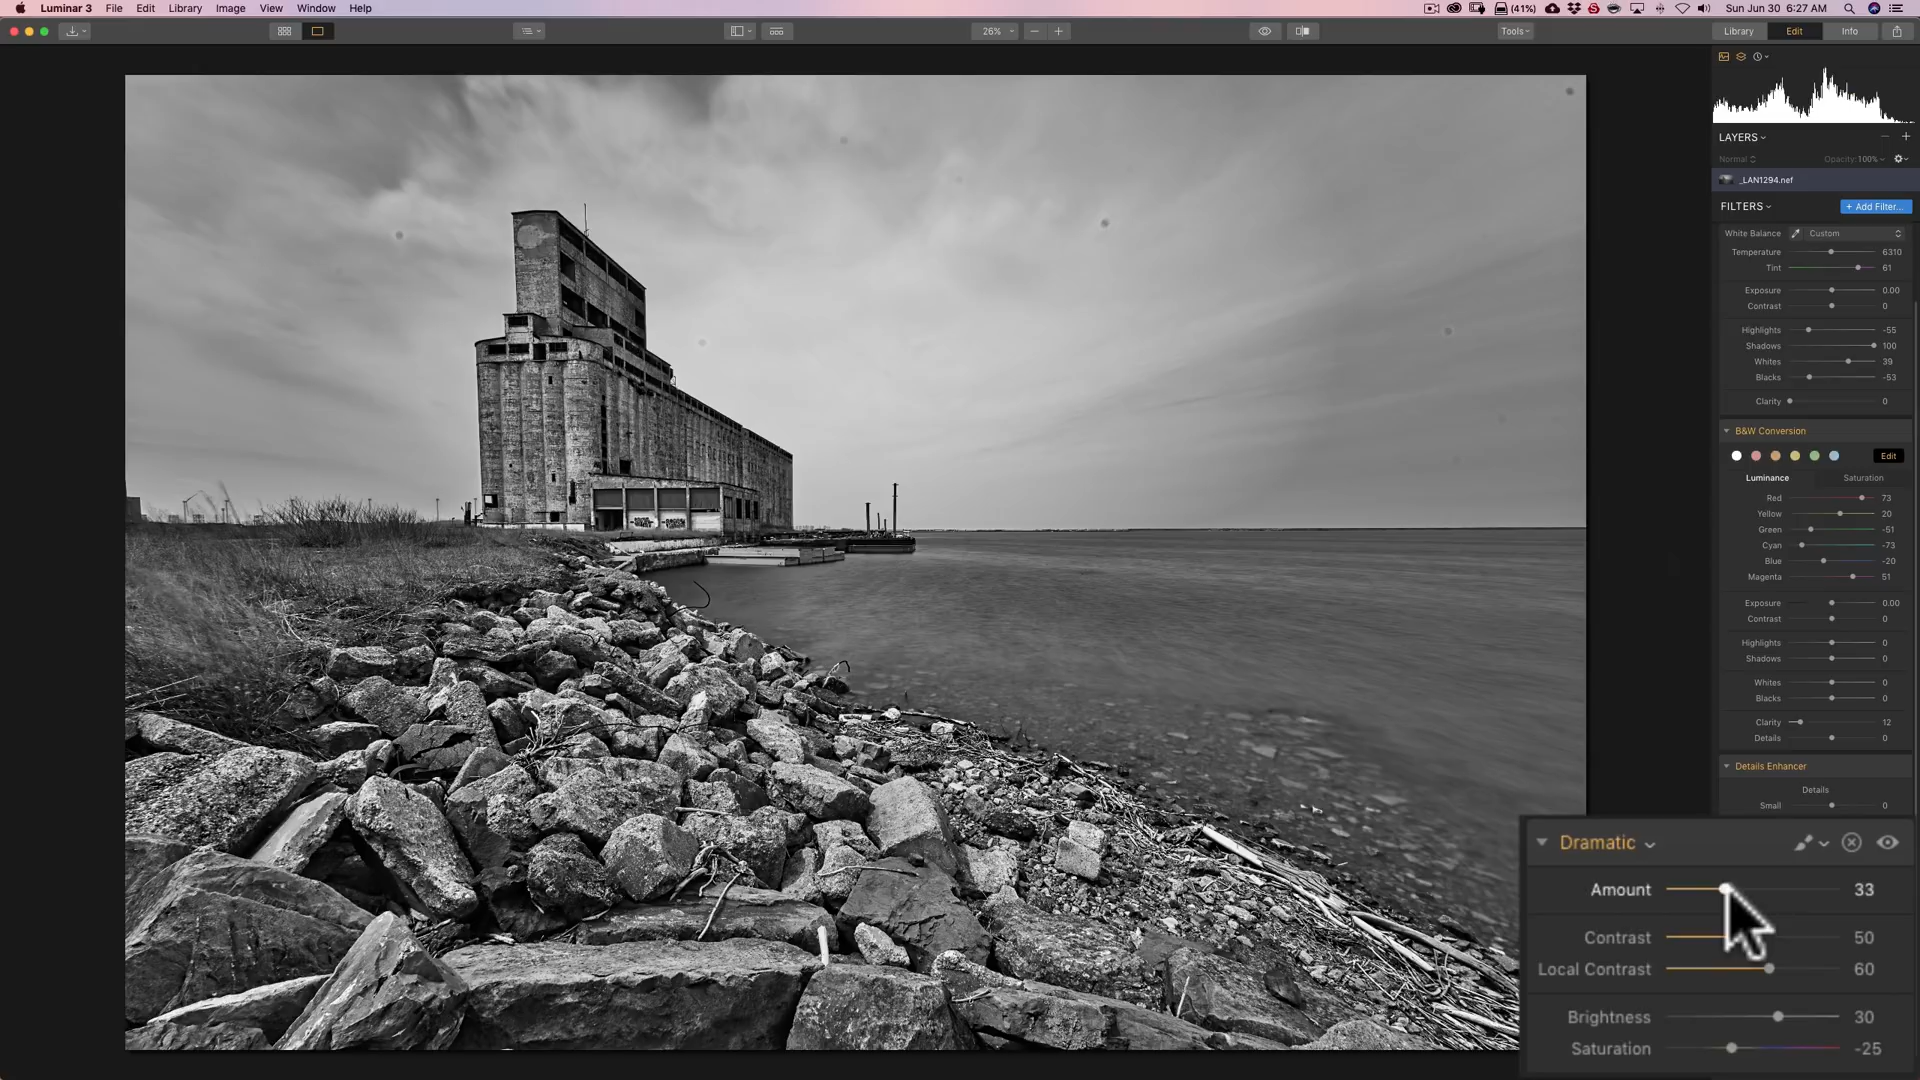 Luminar 3 File Edit Library Image View Window Help (41%) Sun Jun 30 6:27 AM
26% Tools Library Edit Info
LAYERS
Normal Opacity: 100%
_LAN1294.nef
FILTERS + Add Filter...
White Balance Custom
Temperature 6310
Tint 61
Exposure 0.00
Contrast 0
Highlights -55
Shadows 100
Whites 39
Blacks -53
Clarity 0
B&W Conversion
Edit
Luminance Saturation
Red 73
Yellow 20
Green -51
Cyan -73
Blue -20
Magenta 51
Exposure 0.00
Contrast 0
Highlights 0
Shadows 0
Whites 0
Blacks 0
Clarity 12
Details 0
Details Enhancer
Details
Small 0
Dramatic
Amount 33
Contrast 50
Local Contrast 60
Brightness 30
Saturation -25